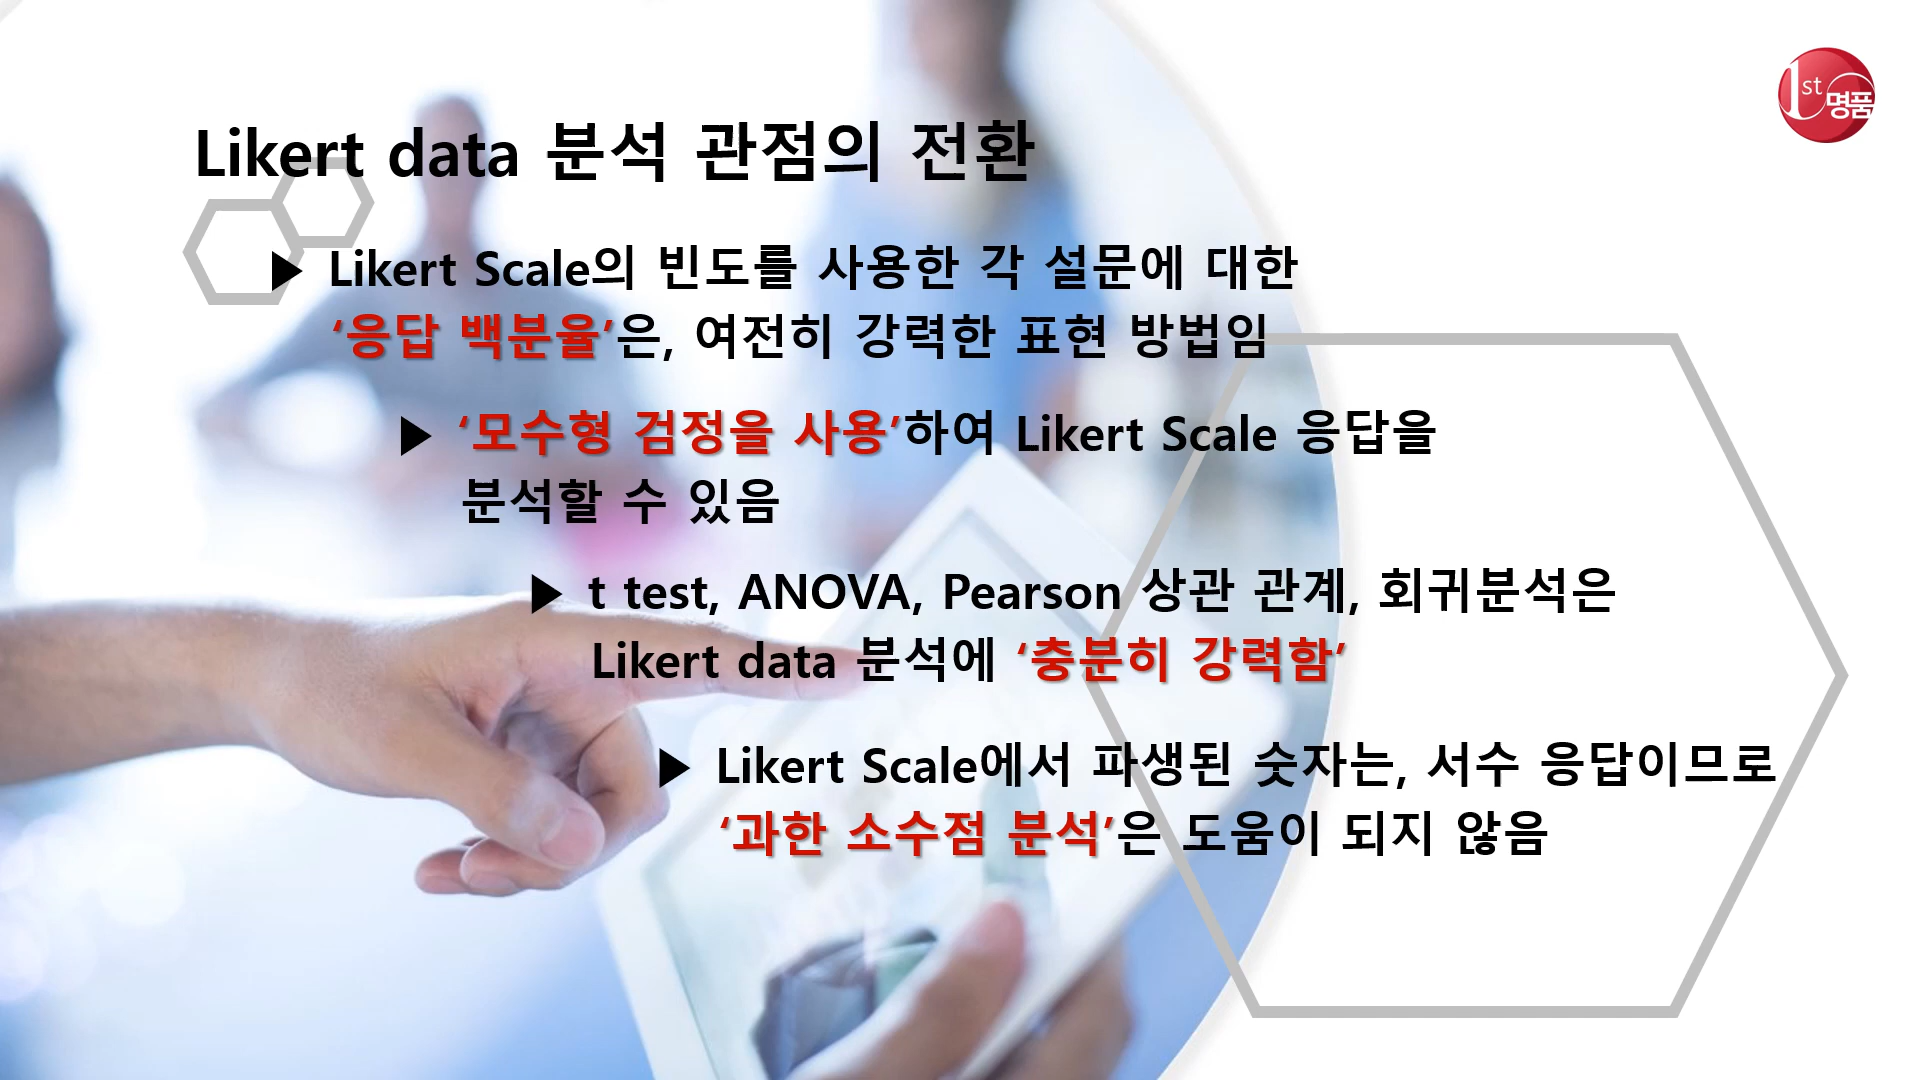 1st 명품
Likert data 분석 관점의 전환
▶ Likert Scale의 빈도를 사용한 각 설문에 대한
‘응답 백분율’은, 여전히 강력한 표현 방법임
▶ ‘모수형 검정을 사용’하여 Likert Scale 응답을
분석할 수 있음
▶ t test, ANOVA, Pearson 상관 관계, 회귀분석은
Likert data 분석에 ‘충분히 강력함’
▶ Likert Scale에서 파생된 숫자는, 서수 응답이므로
‘과한 소수점 분석’은 도움이 되지 않음